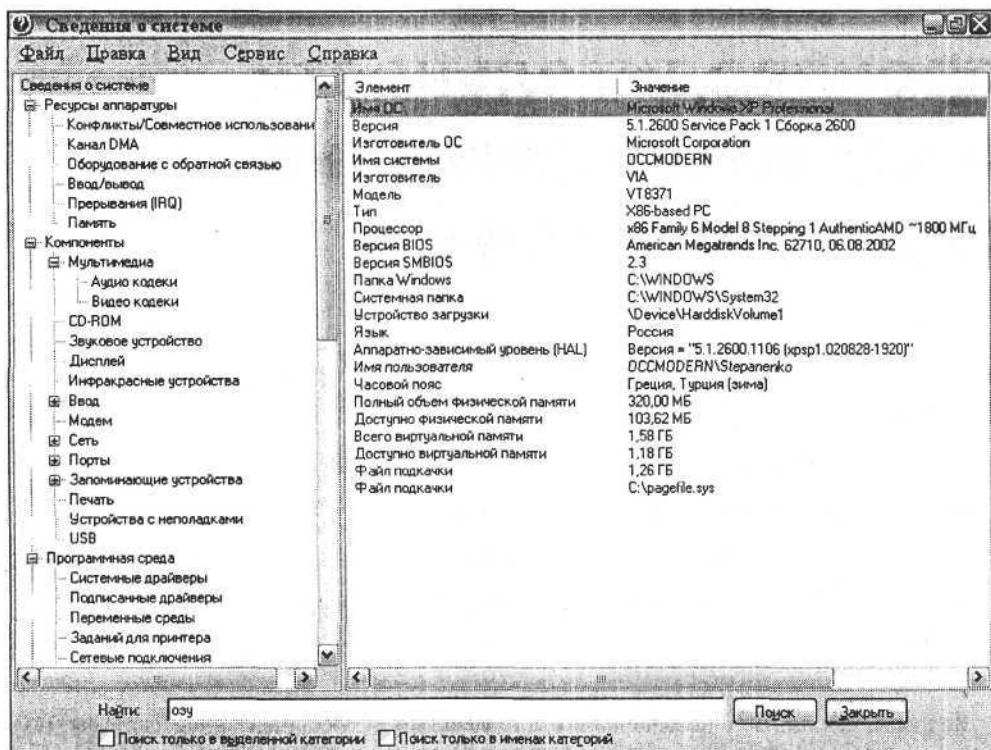 Сведения о системе
Файл Правка Вид Сервис Справка
Сведения о системе
Ресурсы аппаратуры
Конфликты/Совместное использовани
Канал DMA
Оборудование с обратной связью
Ввод/вывод
Прерывания (IRQ)
Память
Компоненты
Мультимедиа
Аудио кодеки
Видео кодеки
CD-ROM
Звуковое устройство
Дисплей
Инфракрасные устройства
Ввод
Модем
Сеть
Порты
Запоминающие устройства
Печать
Устройства с неполадками
USB
Программная среда
Системные драйверы
Подписанные драйверы
Переменные среды
Заданий для принтера
Сетевые подключения
Элемент Значение
Имя ОС Microsoft Windows XP Professional
Версия 5.1.2600 Service Pack 1 Сборка 2600
Изготовитель ОС Microsoft Corporation
Имя системы OCCMODERN
Изготовитель VIA
Модель VT8371
Тип X86-based PC
Процессор x86 Family 6 Model 8 Stepping 1 AuthenticAMD ~1800 МГц
Версия BIOS American Megatrends Inc. 62710, 06.08.2002
Версия SMBIOS 2.3
Папка Windows C:\WINDOWS
Системная папка C:\WINDOWS\System32
Устройство загрузки \Device\HarddiskVolume1
Язык Россия
Аппаратно-зависимый уровень (HAL) Версия = "5.1.2600.1106 (xpsp1.020828-1920)"
Имя пользователя OCCMODERN\Stepanenko
Часовой пояс Греция, Турция (зима)
Полный объем физической памяти 320,00 МБ
Доступно физической памяти 103,62 МБ
Всего виртуальной памяти 1,58 ГБ
Доступно виртуальной памяти 1,18 ГБ
Файл подкачки 1,26 ГБ
Файл подкачки C:\pagefile.sys
Найти: озу Поиск Закрыть
Поиск только в выделенной категории Поиск только в именах категорий